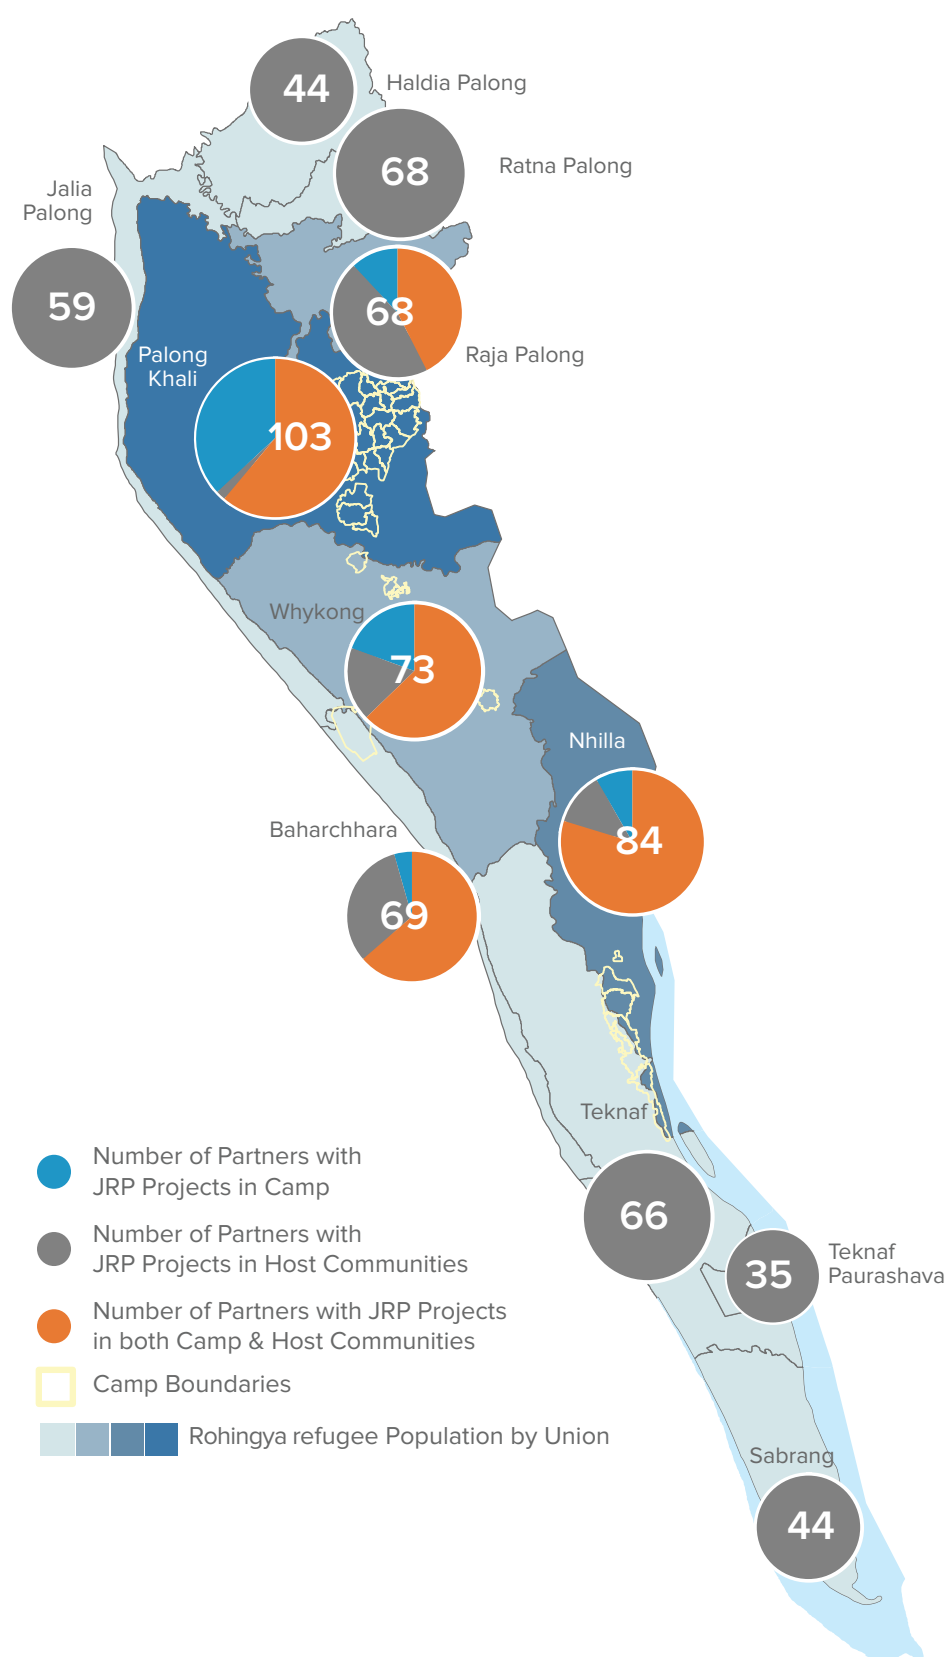 44
Haldia Palong
68
Ratna Palong
Jalia
Palong
59
68
Raja Palong
Palong
Khali
103
Whykong
73
Nhilla
84
Baharchhara
69
Teknaf
66
35
Teknaf
Paurashava
Number of Partners with
JRP Projects in Camp
Number of Partners with
JRP Projects in Host Communities
Number of Partners with JRP Projects
in both Camp & Host Communities
Camp Boundaries
Rohingya refugee Population by Union
Sabrang
44